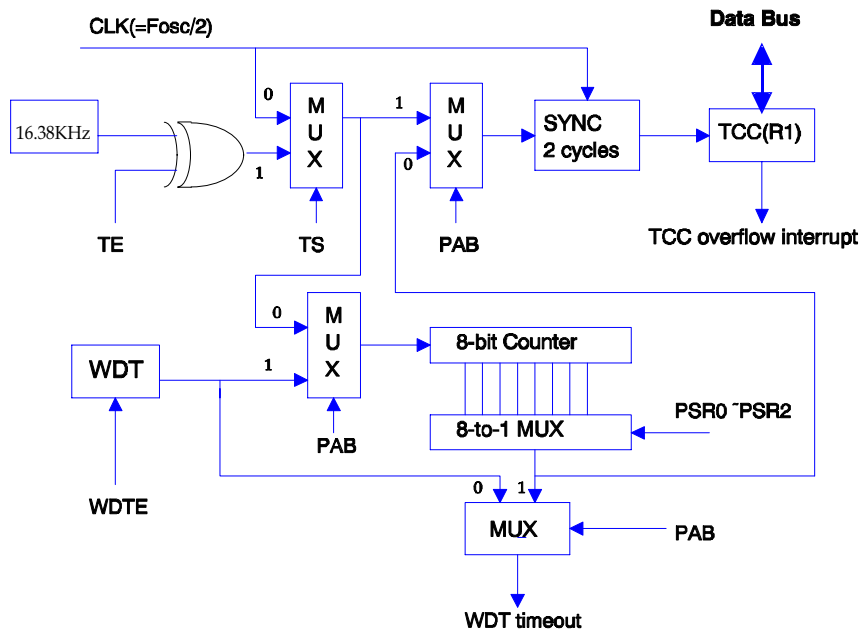 CLK(=Fosc/2)
Data Bus
0
M
U
X
1
M
U
X
0
16.38KHz
SYNC
2 cycles
TCC(R1)
1
TE
TS
PAB
TCC overflow interrupt
0
M
U
X
1
8-bit Counter
WDT
PAB
8-to-1 MUX
PSR0 ~PSR2
WDTE
0
1
MUX
PAB
WDT timeout